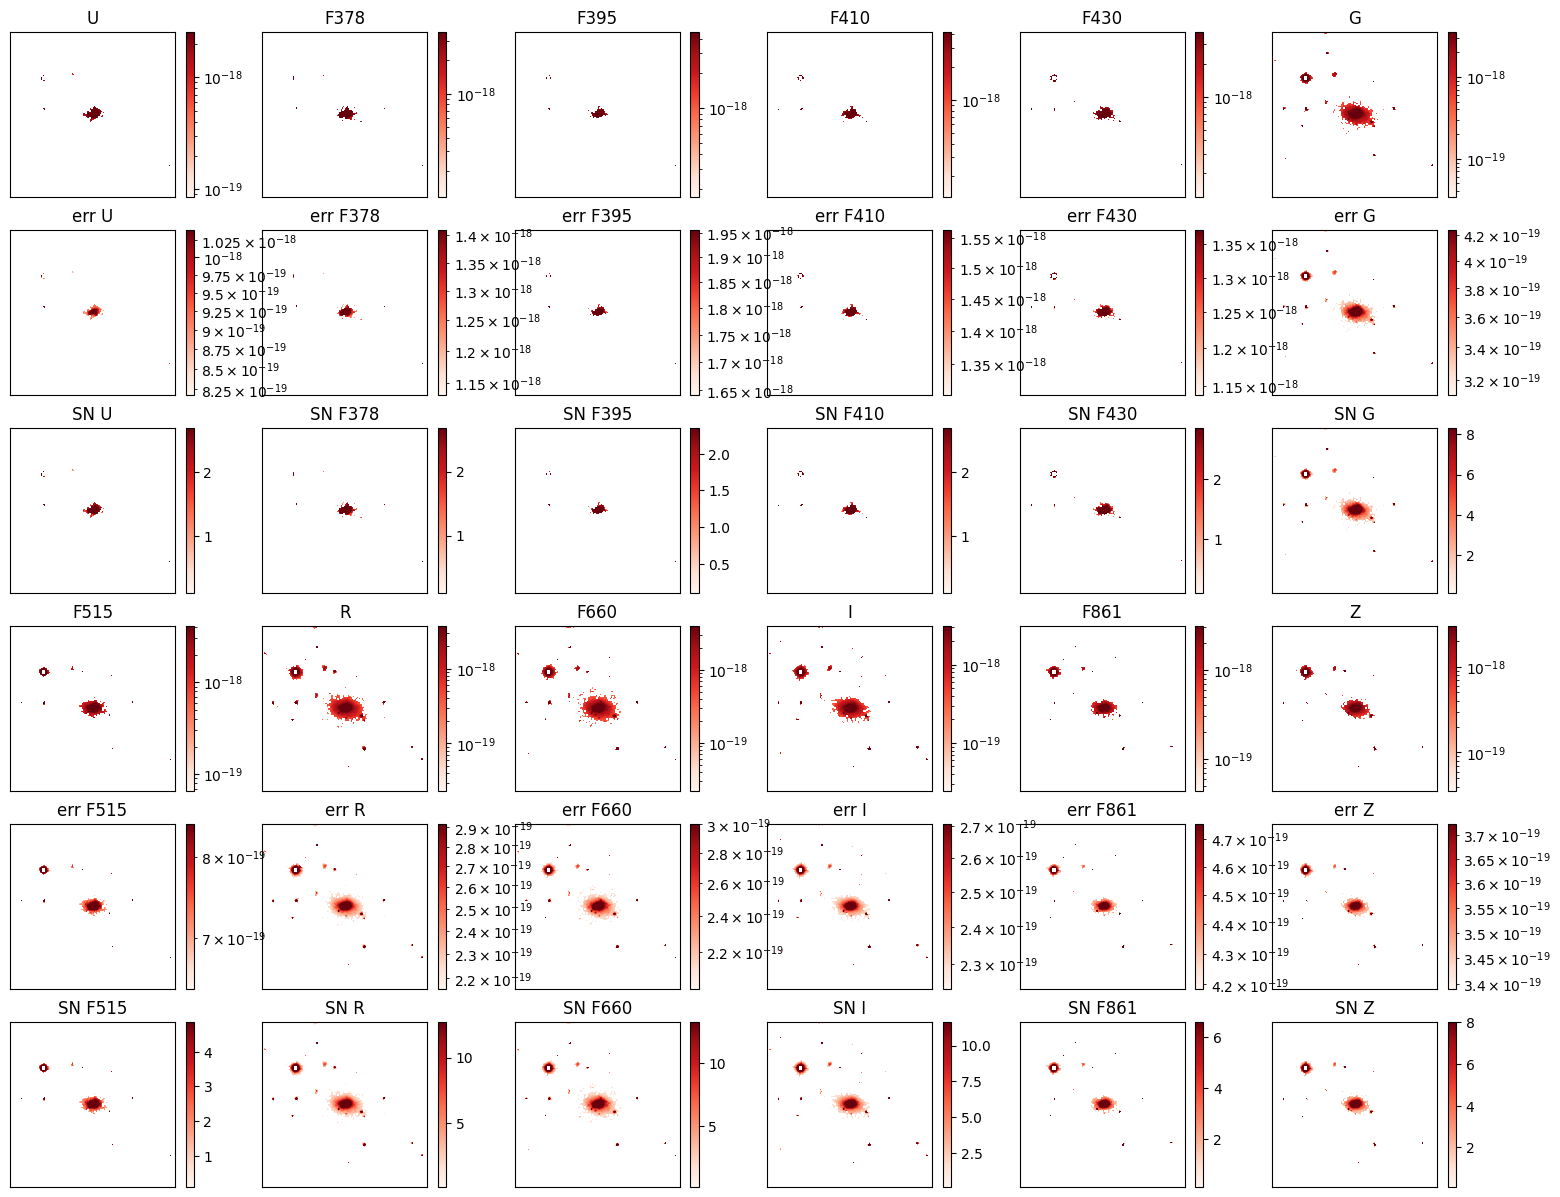 U F378 F395 F410 F430 G
10⁻¹⁸ 10⁻¹⁸ 10⁻¹⁸ 10⁻¹⁸ 10⁻¹⁸ 10⁻¹⁸
10⁻¹⁹ 10⁻¹⁹
err U err F378 err F395 err F410 err F430 err G
1.025 × 10⁻¹⁸ 1.4 × 10⁻¹⁸ 1.95 × 10⁻¹⁸ 1.55 × 10⁻¹⁸ 1.35 × 10⁻¹⁸ 4.2 × 10⁻¹⁹
10⁻¹⁸ 1.35 × 10⁻¹⁸ 1.9 × 10⁻¹⁸ 1.5 × 10⁻¹⁸ 1.3 × 10⁻¹⁸ 4 × 10⁻¹⁹
9.75 × 10⁻¹⁹ 1.33 × 10⁻¹⁸ 1.85 × 10⁻¹⁸ 1.45 × 10⁻¹⁸ 1.25 × 10⁻¹⁸ 3.8 × 10⁻¹⁹
9.5 × 10⁻¹⁹ 1.28 × 10⁻¹⁸ 1.8 × 10⁻¹⁸ 1.4 × 10⁻¹⁸ 1.2 × 10⁻¹⁸ 3.6 × 10⁻¹⁹
9.25 × 10⁻¹⁹ 1.25 × 10⁻¹⁸ 1.75 × 10⁻¹⁸ 1.35 × 10⁻¹⁸ 1.15 × 10⁻¹⁸ 3.4 × 10⁻¹⁹
9 × 10⁻¹⁹ 1.20 × 10⁻¹⁸ 1.7 × 10⁻¹⁸ 3.2 × 10⁻¹⁹
8.75 × 10⁻¹⁹ 1.15 × 10⁻¹⁸ 1.65 × 10⁻¹⁸
8.5 × 10⁻¹⁹
8.25 × 10⁻¹⁹
SN U SN F378 SN F395 SN F410 SN F430 SN G
2 2 2.0 2 2 8
1 1 1.5 1 1 6
1.0 4
0.5 2
F515 R F660 I F861 Z
10⁻¹⁸ 10⁻¹⁸ 10⁻¹⁸ 10⁻¹⁸ 10⁻¹⁸ 10⁻¹⁸
10⁻¹⁹ 10⁻¹⁹ 10⁻¹⁹ 10⁻¹⁹ 10⁻¹⁹ 10⁻¹⁹
err F515 err R err F660 err I err F861 err Z
8 × 10⁻¹⁹ 2.9 × 10⁻¹⁹ 3 × 10⁻¹⁹ 2.7 × 10⁻¹⁹ 4.7 × 10⁻¹⁹ 3.7 × 10⁻¹⁹
7 × 10⁻¹⁹ 2.8 × 10⁻¹⁹ 2.8 × 10⁻¹⁹ 2.6 × 10⁻¹⁹ 4.6 × 10⁻¹⁹ 3.65 × 10⁻¹⁹
2.7 × 10⁻¹⁹ 2.6 × 10⁻¹⁹ 2.5 × 10⁻¹⁹ 4.5 × 10⁻¹⁹ 3.6 × 10⁻¹⁹
2.6 × 10⁻¹⁹ 2.4 × 10⁻¹⁹ 2.4 × 10⁻¹⁹ 4.4 × 10⁻¹⁹ 3.55 × 10⁻¹⁹
2.5 × 10⁻¹⁹ 2.2 × 10⁻¹⁹ 2.3 × 10⁻¹⁹ 4.3 × 10⁻¹⁹ 3.5 × 10⁻¹⁹
2.4 × 10⁻¹⁹ 4.2 × 10⁻¹⁹ 3.45 × 10⁻¹⁹
2.3 × 10⁻¹⁹ 3.4 × 10⁻¹⁹
2.2 × 10⁻¹⁹
SN F515 SN R SN F660 SN I SN F861 SN Z
4 10 10 10.0 6 8
3 5 5 7.5 4 6
2 5.0 2 4
1 2.5 2